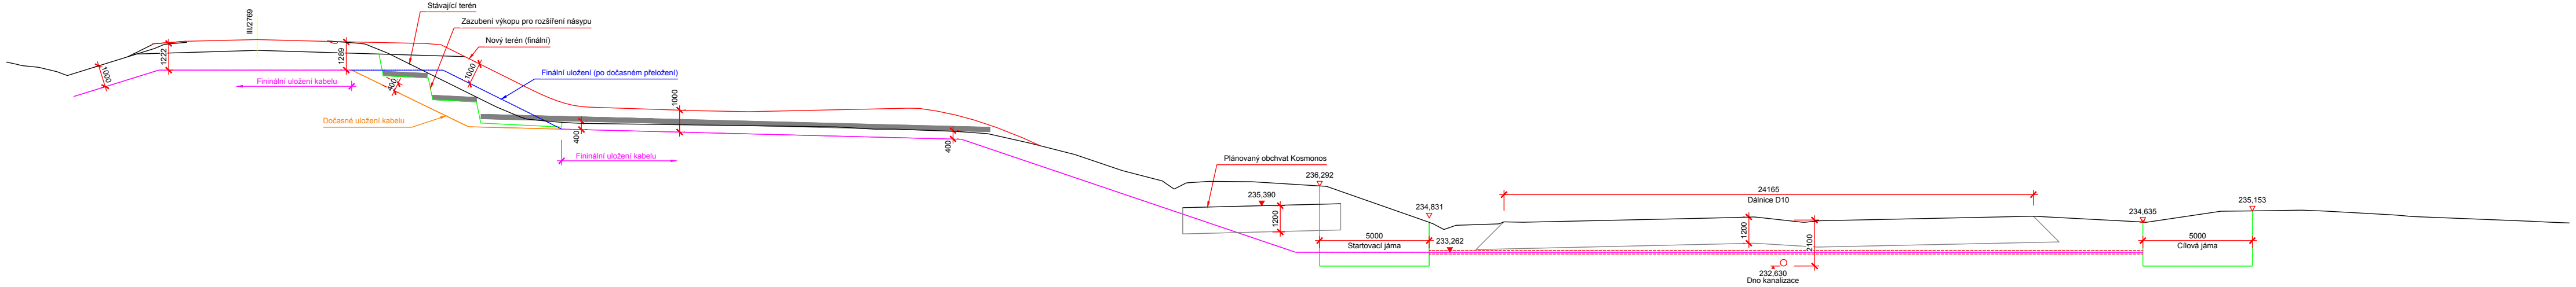 Stávající terén
Zazubení výkopu pro rozšíření násypu
Nový terén (finální)
III/2769
1222
1289
1000
1000
Fininální uložení kabelu
Finální uložení (po dočasném přeložení)
400
1000
Dočasné uložení kabelu
400
400
Fininální uložení kabelu
Plánovaný obchvat Kosmonos
236,292
235,390
1200
234,831
24165
Dálnice D10
234,635
235,153
5000
Startovací jáma
233,262
1200
2100
5000
Cílová jáma
232,630
Dno kanalizace